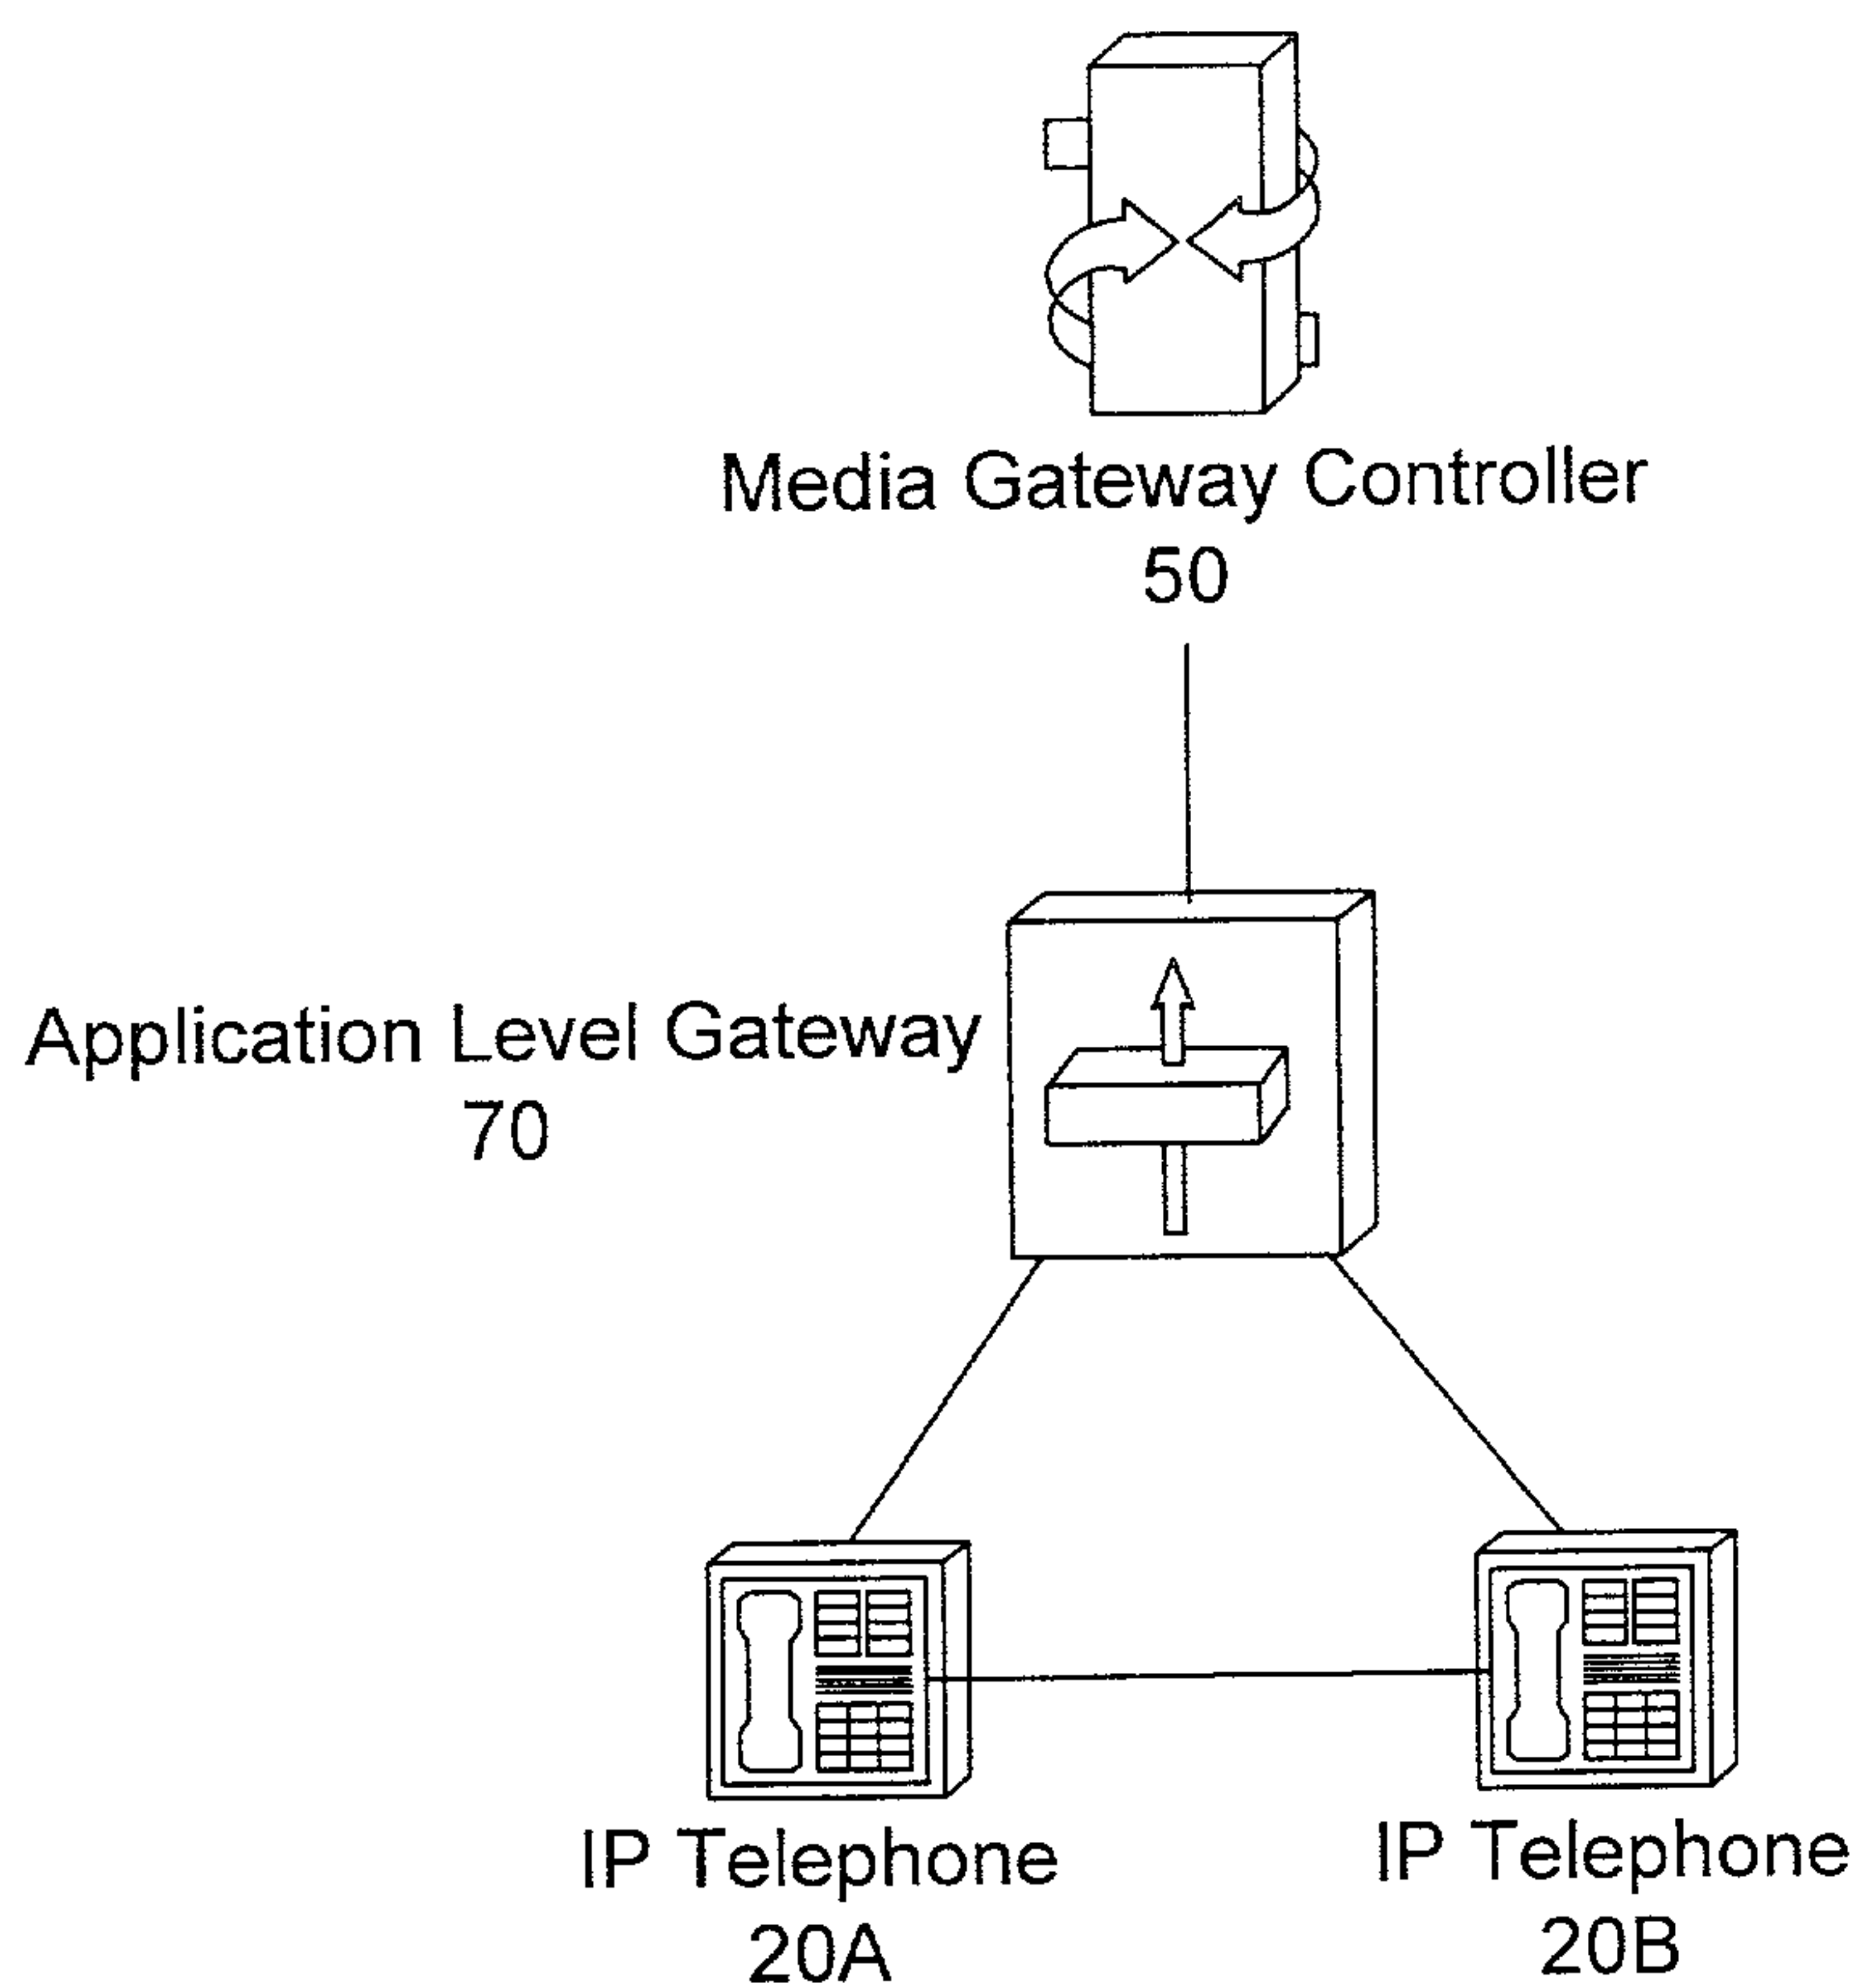 Media Gateway Controller
50
Application Level Gateway
70
IP Telephone
20A
IP Telephone
20B